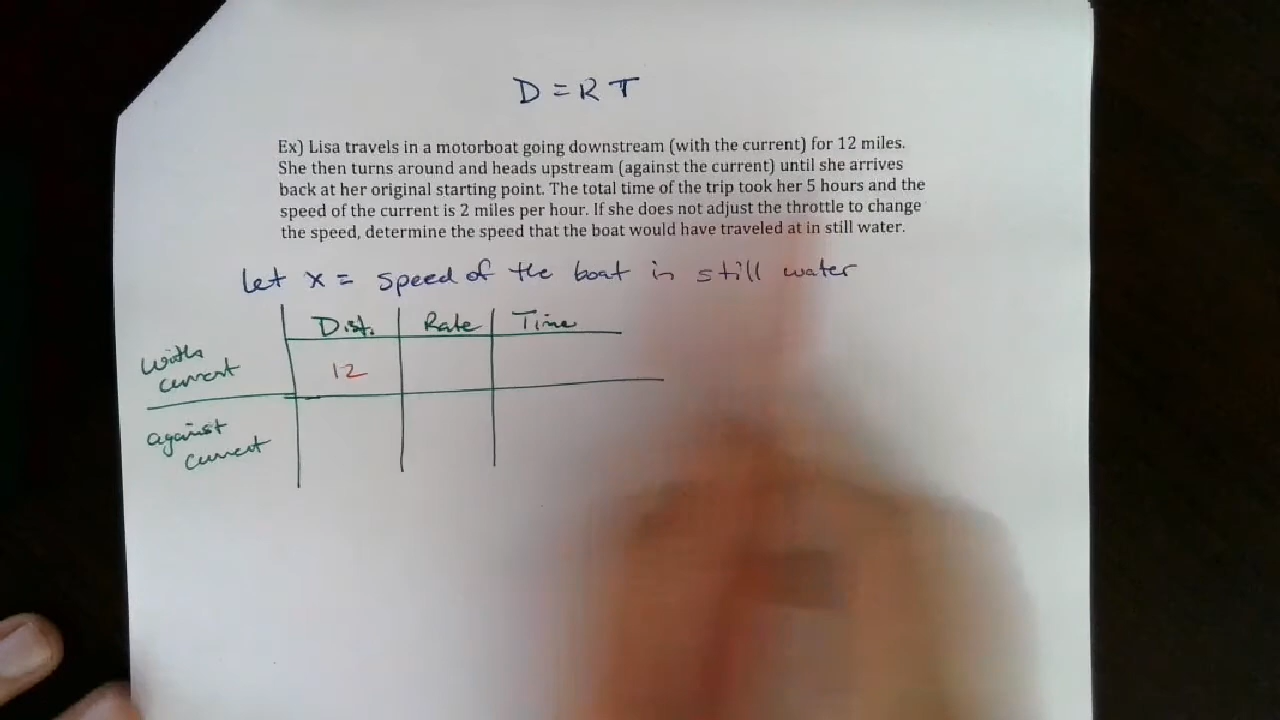 D = R T
Ex) Lisa travels in a motorboat going downstream (with the current) for 12 miles.
She then turns around and heads upstream (against the current) until she arrives
back at her original starting point. The total time of the trip took her 5 hours and the
speed of the current is 2 miles per hour. If she does not adjust the throttle to change
the speed, determine the speed that the boat would have traveled at in still water.
Let x = speed of the boat in still water
Dist. Rate Time
With
current 12
against
current